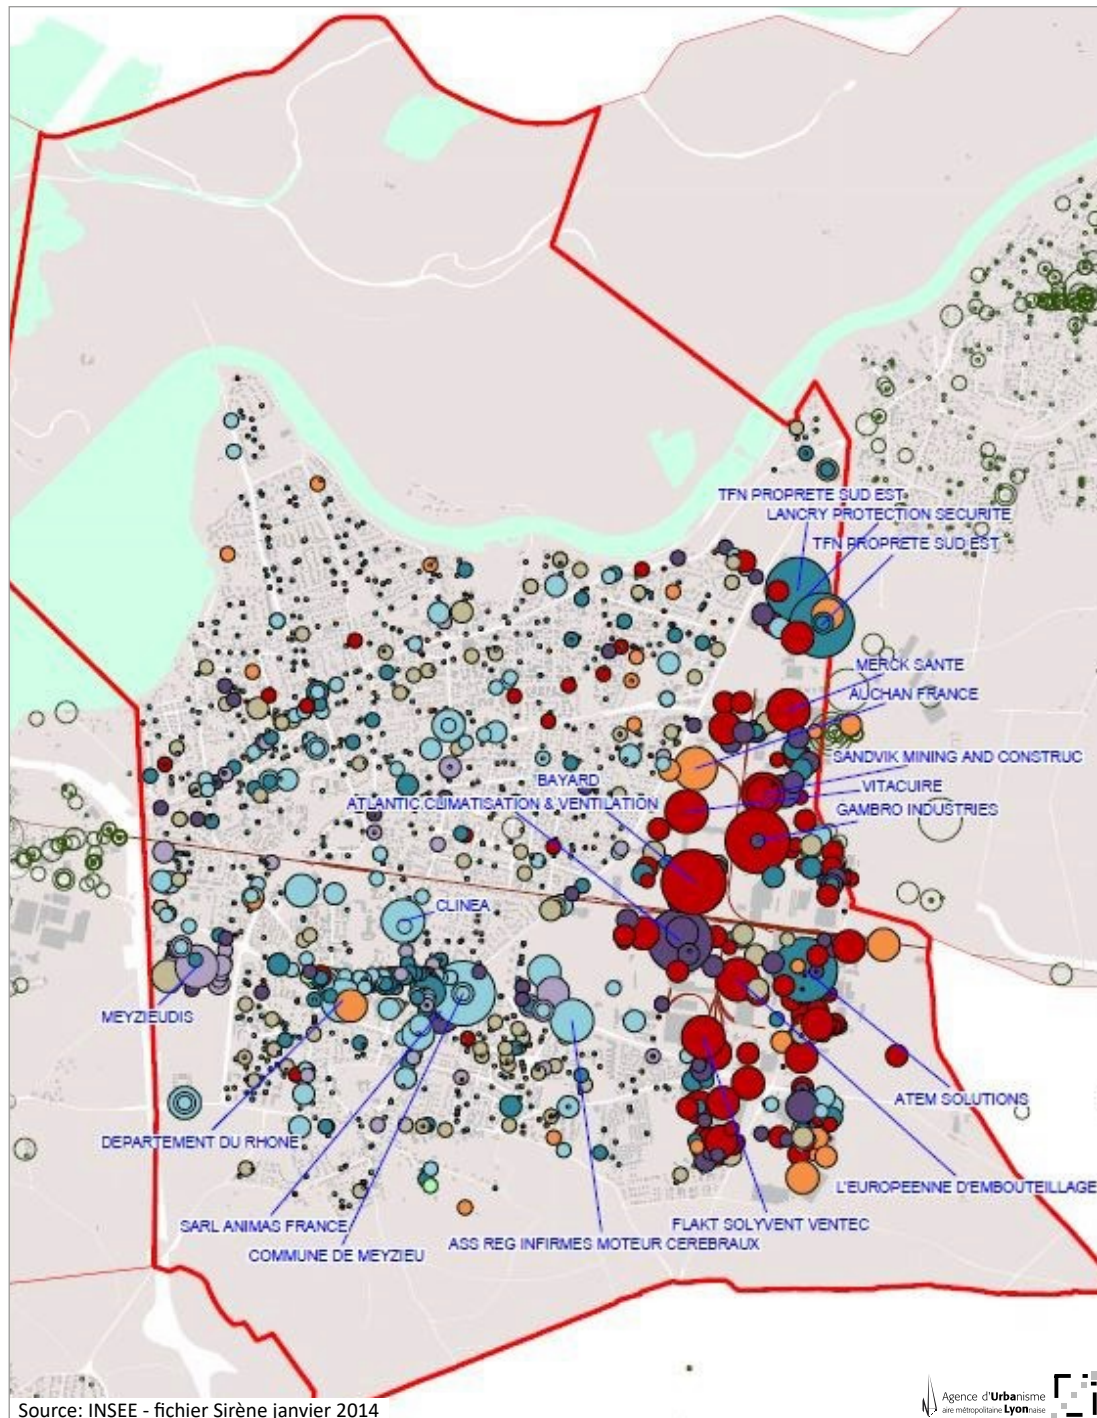 TFN PROPRETE SUD EST
LANCRY PROTECTION SECURITE
TFN PROPRETE SUD EST
MERCK SANTE
AUCHAN FRANCE
SANDVIK MINING AND CONSTRUC
BAYARD
VITACUIRE
ATLANTIC CLIMATISATION & VENTILATION
GAMBRO INDUSTRIES
CLINEA
MEYZIEUDIS
ATEM SOLUTIONS
DEPARTEMENT DU RHONE
L'EUROPEENNE D'EMBOUTEILLAGE
SARL ANIMAS FRANCE
FLAKT SOLYVENT VENTEC
ASS REG INFIRMES MOTEUR CEREBRAUX
COMMUNE DE MEYZIEU
Agence d'Urbanisme
aire métropolitaine Lyonnaise
Source: INSEE - fichier Sirène janvier 2014